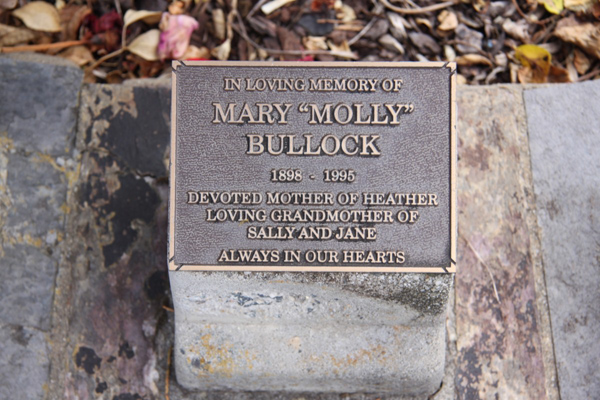 IN LOVING MEMORY OF
MARY “MOLLY”
BULLOCK
1898 - 1995
DEVOTED MOTHER OF HEATHER
LOVING GRANDMOTHER OF
SALLY AND JANE
ALWAYS IN OUR HEARTS